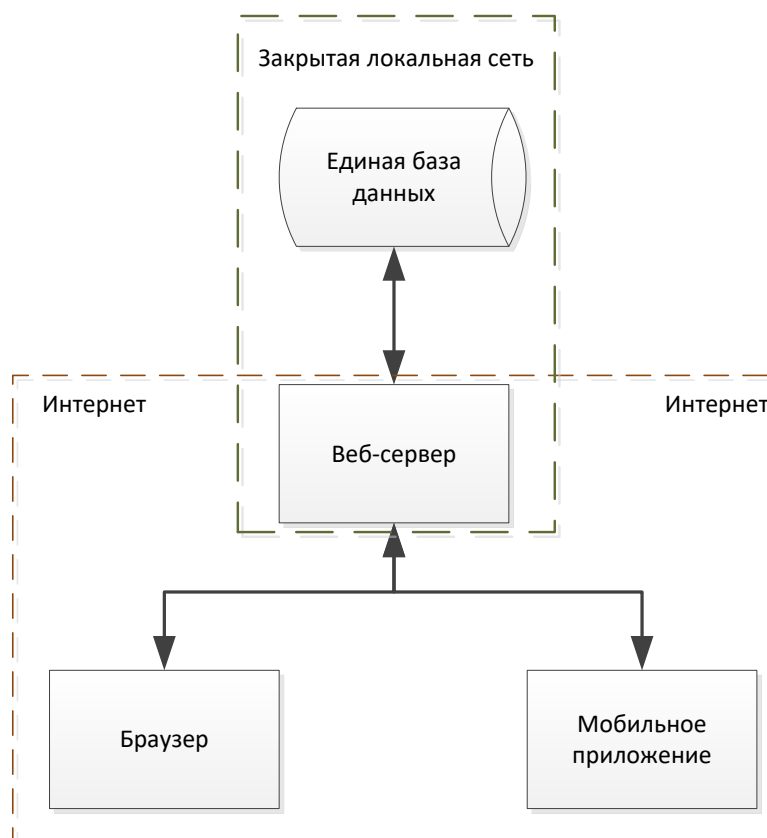 Закрытая локальная сеть
Единая база
данных
Интернет
Интернет
Веб-сервер
Браузер
Мобильное
приложение